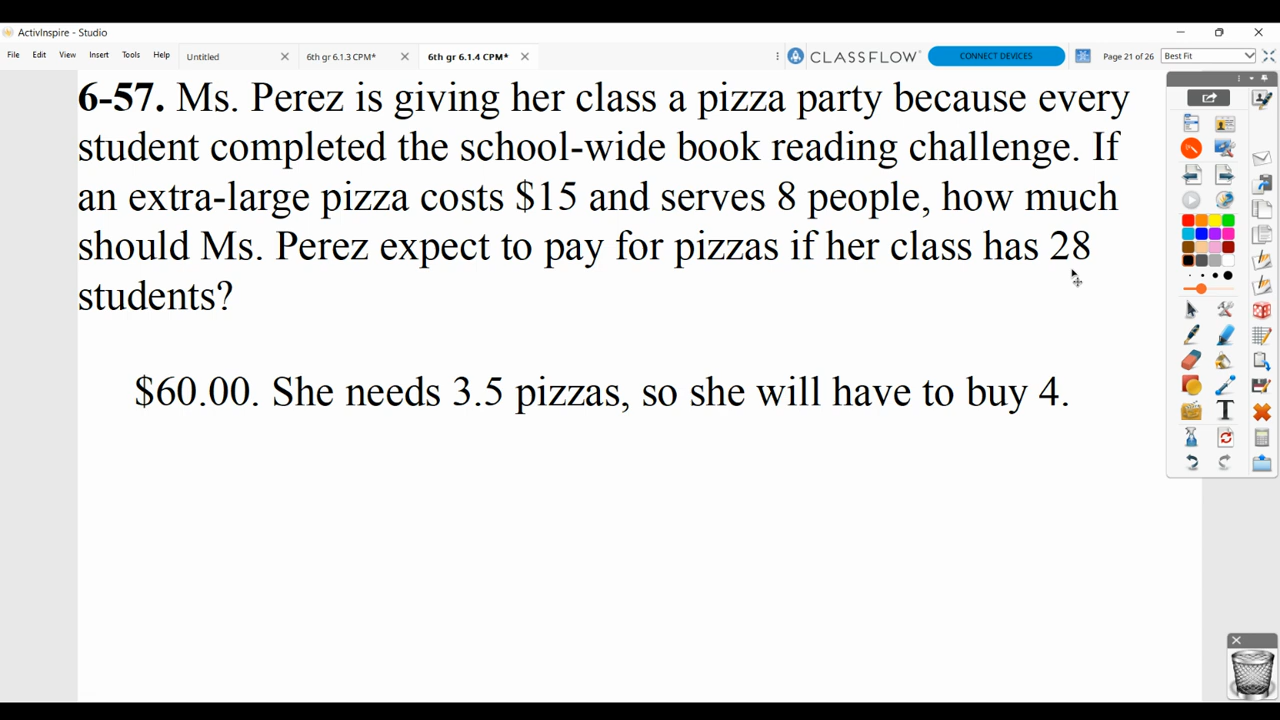 ActivInspire - Studio
File Edit View Insert Tools Help Untitled 6th gr 6.1.3 CPM* 6th gr 6.1.4 CPM* CLASSFLOW CONNECT DEVICES Page 21 of 26 Best Fit
6-57. Ms. Perez is giving her class a pizza party because every
student completed the school-wide book reading challenge. If
an extra-large pizza costs $15 and serves 8 people, how much
should Ms. Perez expect to pay for pizzas if her class has 28
students?
$60.00. She needs 3.5 pizzas, so she will have to buy 4.